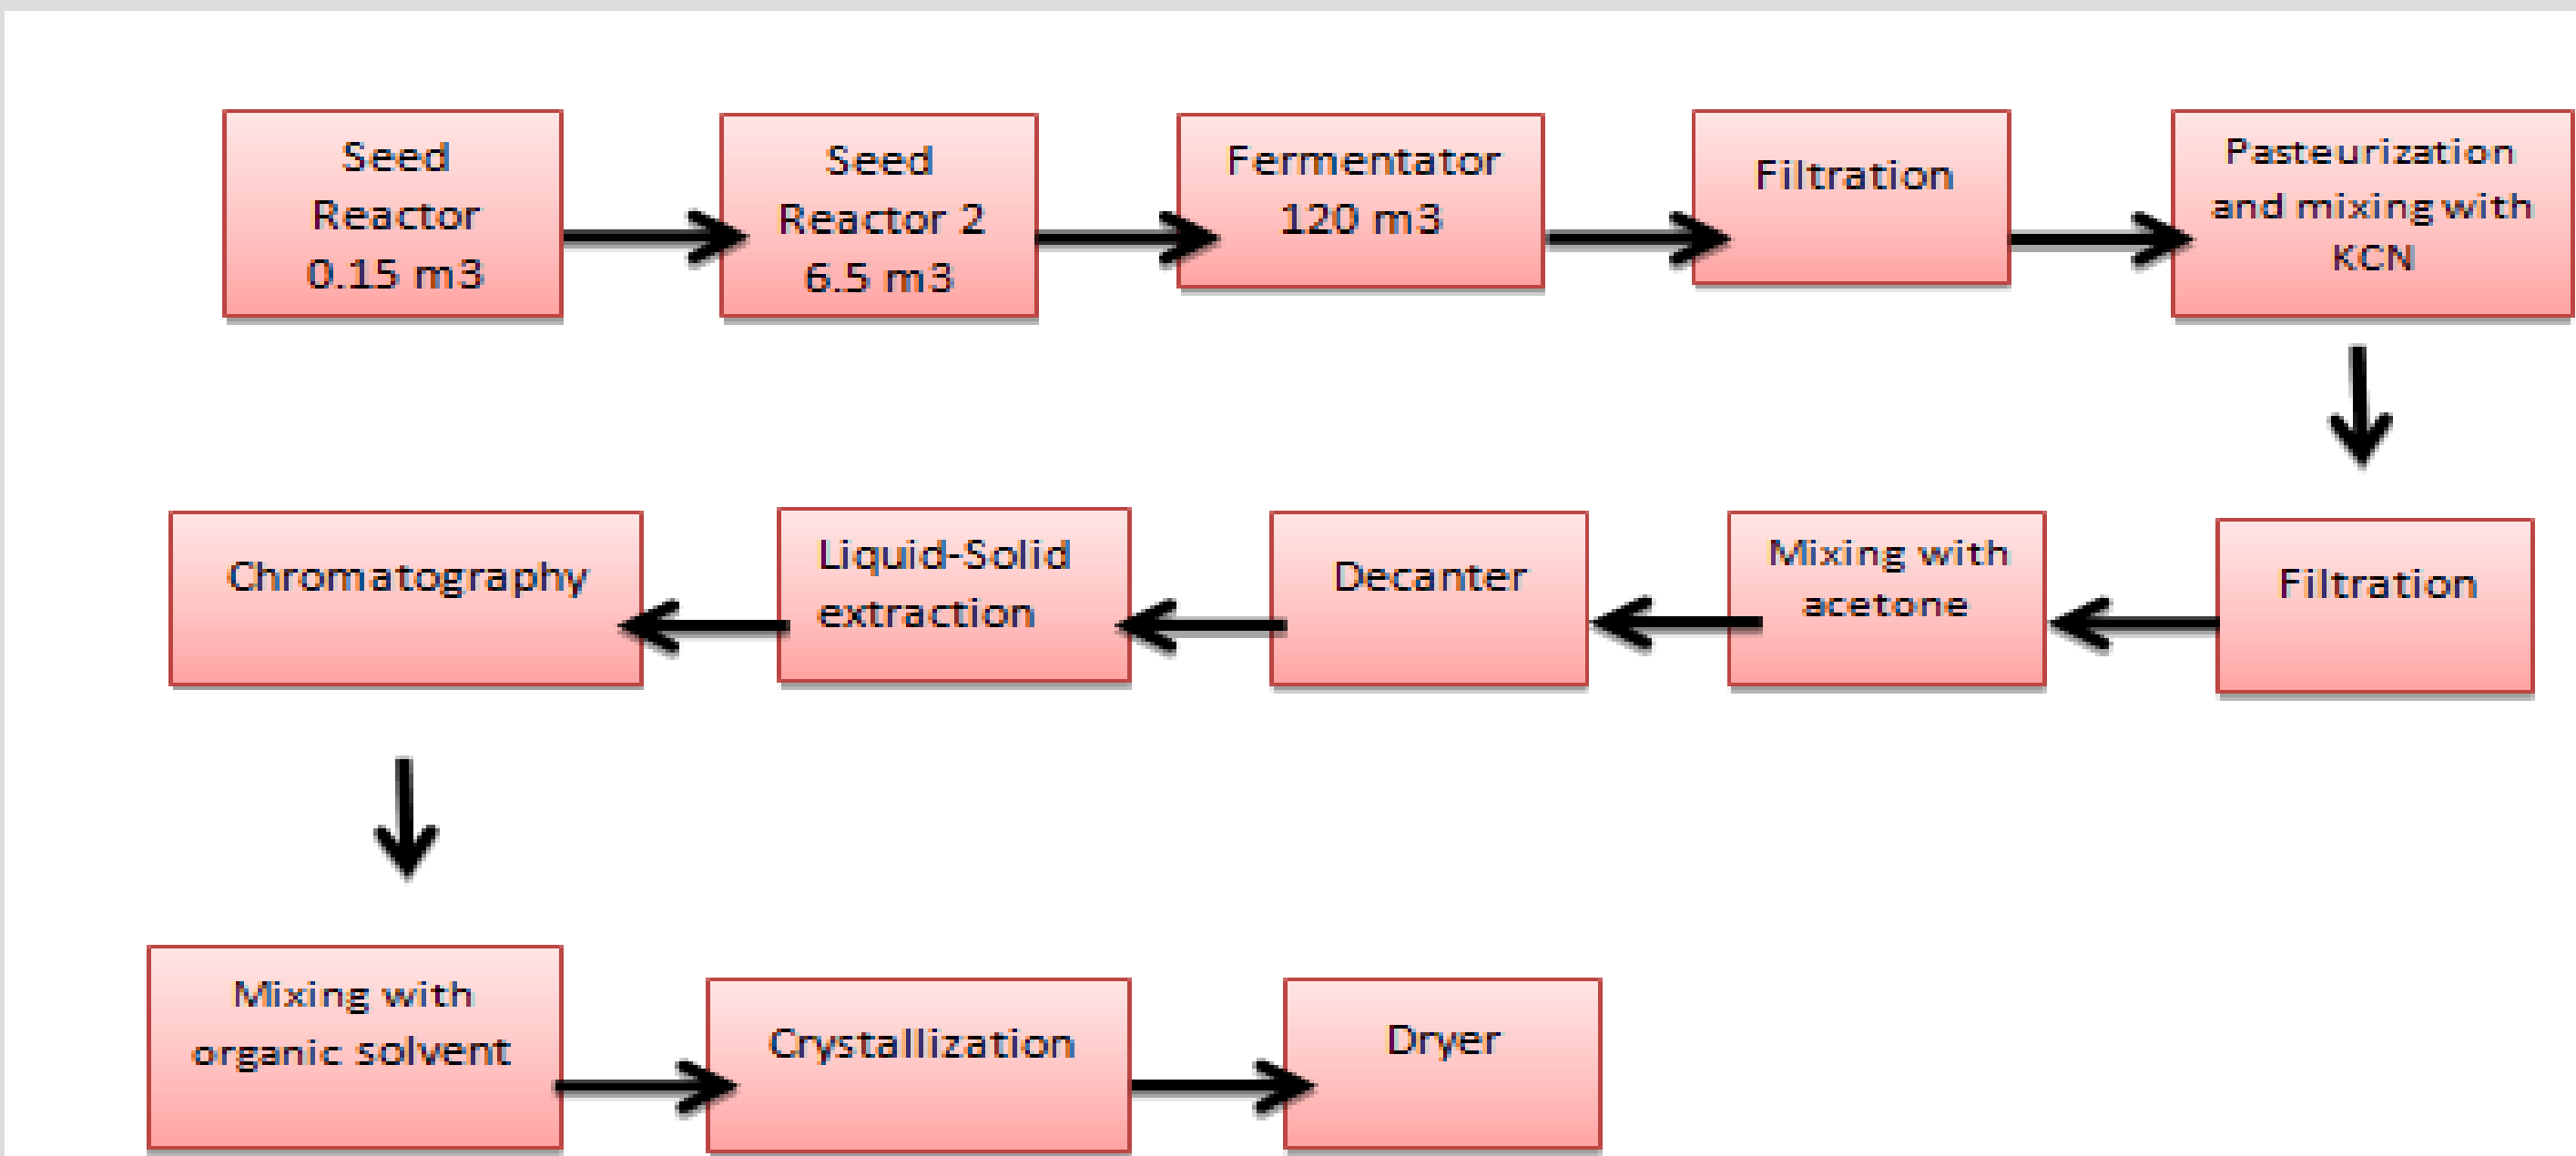 Seed
Reactor
0.15 m3
Seed
Reactor 2
6.5 m3
Fermentator
120 m3
Filtration
Pasteurization
and mixing with
KCN
Filtration
Mixing with
acetone
Decanter
Liquid-Solid
extraction
Chromatography
Mixing with
organic solvent
Crystallization
Dryer